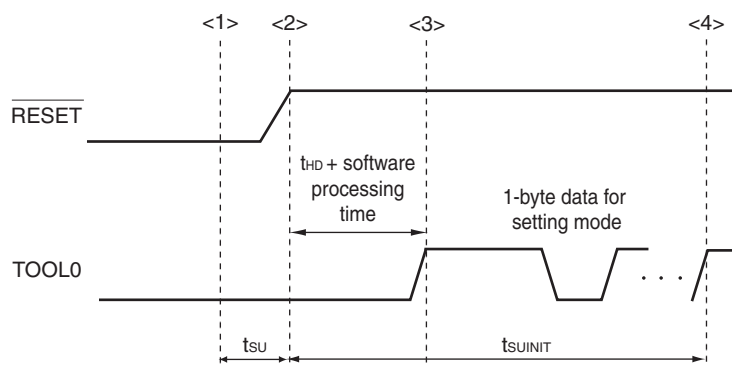 <1> <2> <3> <4>
RESET
tHD + software
processing
time
1-byte data for
setting mode
TOOL0
. . .
tSU
tSUINIT